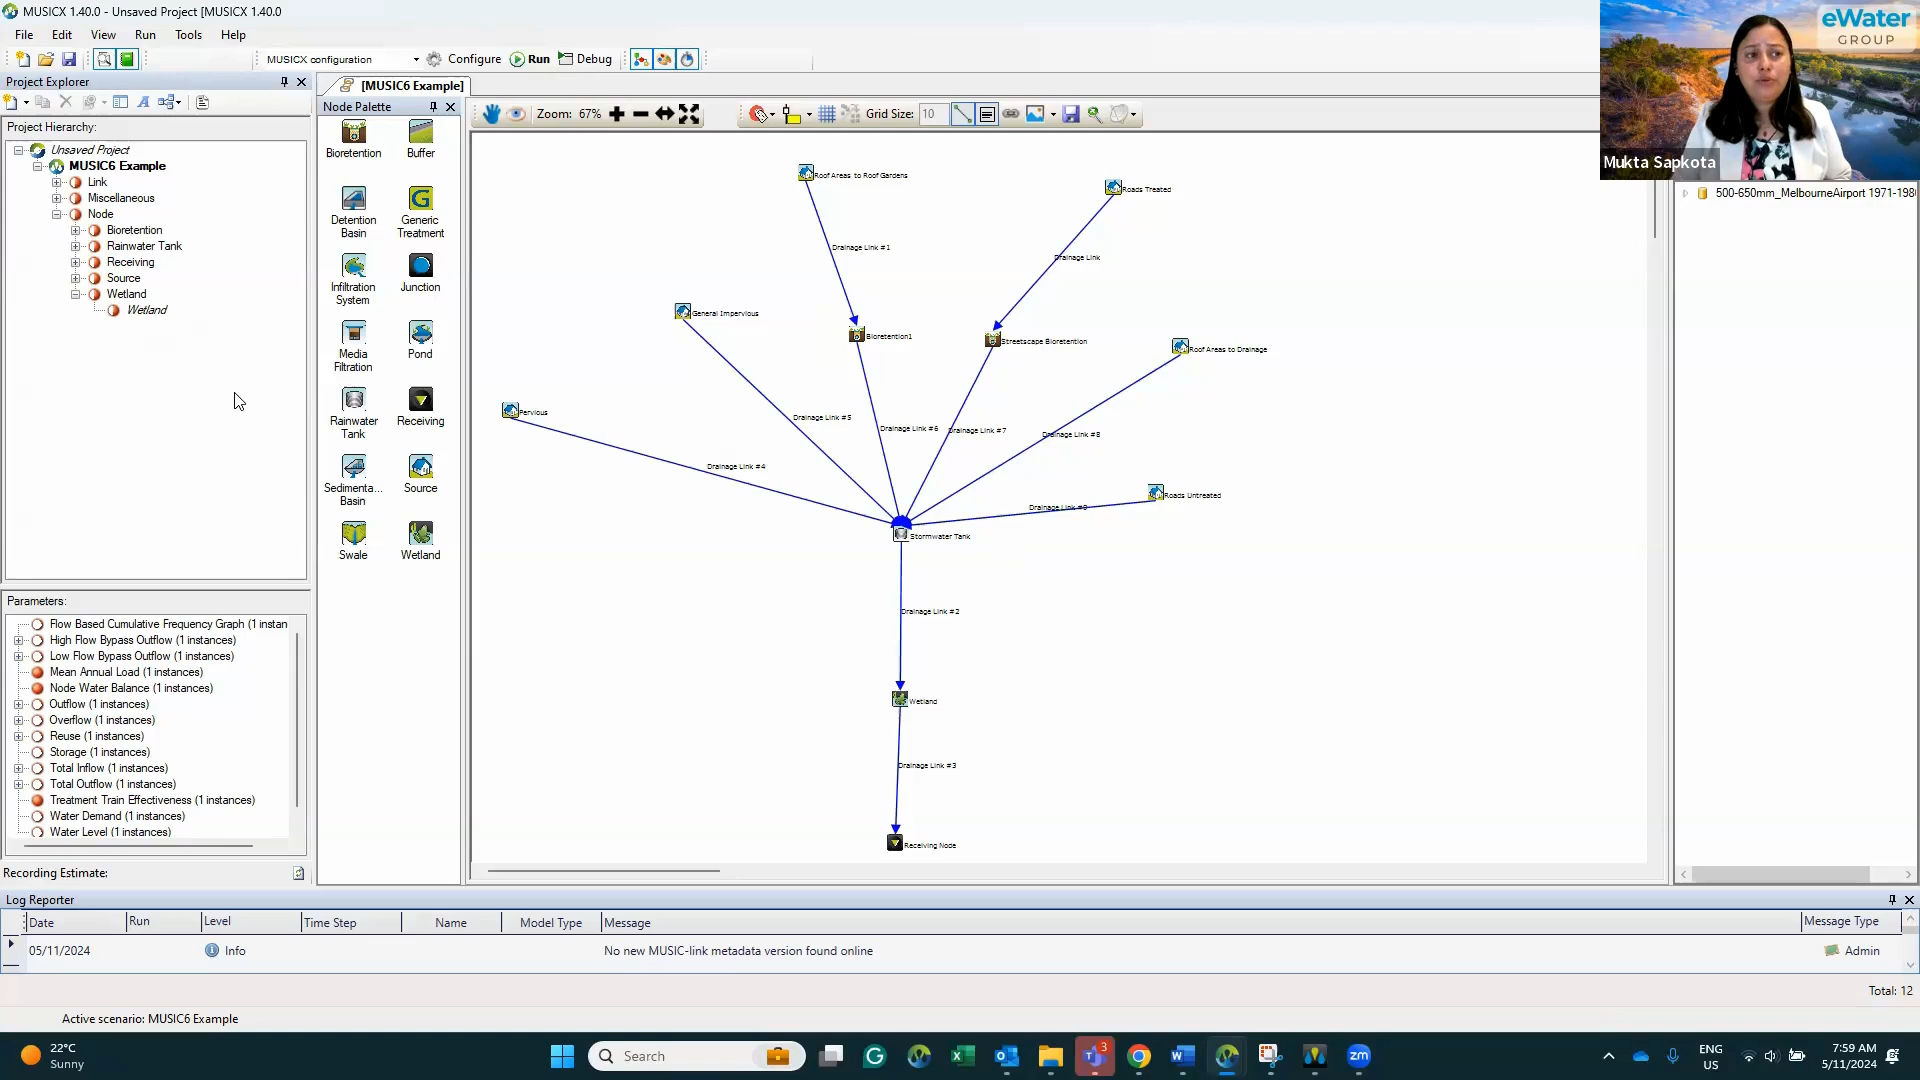 MUSICX 1.40.0 - Unsaved Project [MUSICX 1.40.0
File Edit View Run Tools Help
MUSICX configuration Configure Run Debug
Project Explorer
[MUSIC6 Example]
Node Palette
Zoom: 67% Grid Size: 10
Project Hierarchy:
Unsaved Project
MUSIC6 Example
Link
Miscellaneous
Node
Bioretention
Rainwater Tank
Receiving
Source
Wetland
Wetland
Bioretention Buffer
Detention Basin
Generic Treatment
Infiltration System
Junction
Media Filtration
Pond
Rainwater Tank
Receiving
Sedimenta... Basin
Source
Swale
Wetland
Roof Areas to Roof Gardens
Roads Treated
Drainage Link #1
Drainage Link
General Impervious
Bioretention1
Streetscape Bioretention
Roof Areas to Drainage
Pervious
Drainage Link #5
Drainage Link #6
Drainage Link #7
Drainage Link #8
Drainage Link #4
Roads Untreated
Drainage Link #9
Stormwater Tank
Drainage Link #2
Wetland
Drainage Link #3
Receiving Node
eWater
GROUP
Mukta Sapkota
500-650mm_MelbourneAirport 1971-198
Parameters:
Flow Based Cumulative Frequency Graph (1 instan
High Flow Bypass Outflow (1 instances)
Low Flow Bypass Outflow (1 instances)
Mean Annual Load (1 instances)
Node Water Balance (1 instances)
Outflow (1 instances)
Overflow (1 instances)
Reuse (1 instances)
Storage (1 instances)
Total Inflow (1 instances)
Total Outflow (1 instances)
Treatment Train Effectiveness (1 instances)
Water Demand (1 instances)
Water Level (1 instances)
Recording Estimate:
Log Reporter
Date Run Level Time Step Name Model Type Message Message Type
05/11/2024 Info No new MUSIC-link metadata version found online Admin
Total: 12
Active scenario: MUSIC6 Example
22°C
Sunny
Search
3
zm
ENG
US
7:59 AM
5/11/2024